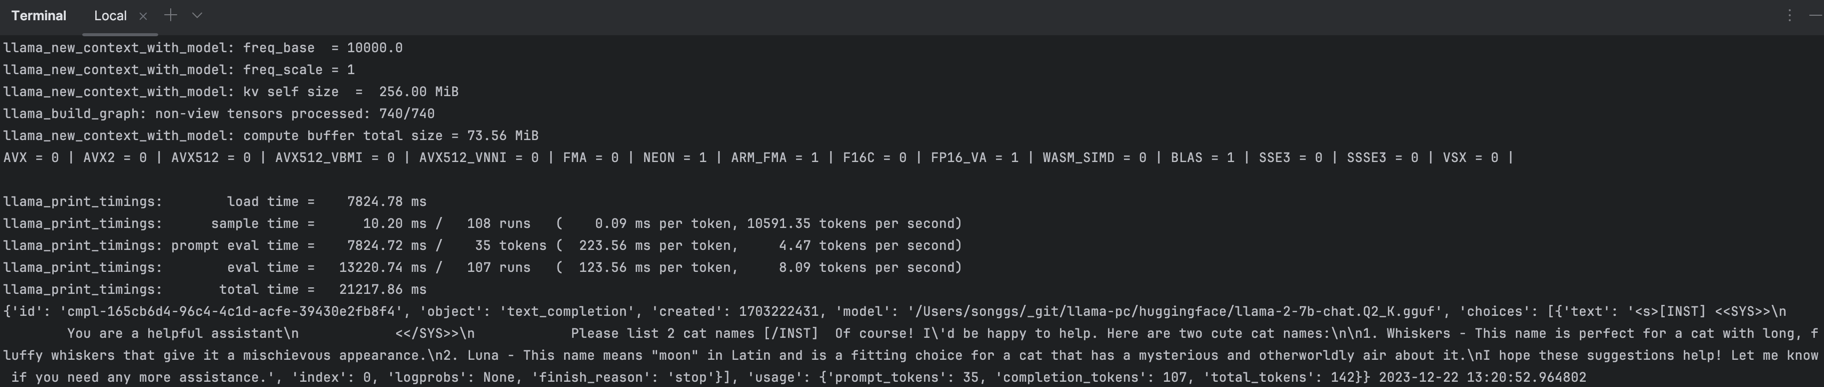 Terminal Local
llama_new_context_with_model: freq_base  = 10000.0
llama_new_context_with_model: freq_scale = 1
llama_new_context_with_model: kv self size  =  256.00 MiB
llama_build_graph: non-view tensors processed: 740/740
llama_new_context_with_model: compute buffer total size = 73.56 MiB
AVX = 0 | AVX2 = 0 | AVX512 = 0 | AVX512_VBMI = 0 | AVX512_VNNI = 0 | FMA = 0 | NEON = 1 | ARM_FMA = 1 | F16C = 0 | FP16_VA = 1 | WASM_SIMD = 0 | BLAS = 1 | SSE3 = 0 | SSSE3 = 0 | VSX = 0 |
llama_print_timings:        load time =    7824.78 ms
llama_print_timings:      sample time =      10.20 ms /   108 runs   (    0.09 ms per token, 10591.35 tokens per second)
llama_print_timings: prompt eval time =    7824.72 ms /    35 tokens (  223.56 ms per token,     4.47 tokens per second)
llama_print_timings:        eval time =   13220.74 ms /   107 runs   (  123.56 ms per token,     8.09 tokens per second)
llama_print_timings:       total time =   21217.86 ms
{'id': 'cmpl-165cb6d4-96c4-4c1d-acfe-39430e2fb8f4', 'object': 'text_completion', 'created': 1703222431, 'model': '/Users/songgs/_git/llama-pc/huggingface/llama-2-7b-chat.Q2_K.gguf', 'choices': [{'text': '<s>[INST] <<SYS>>\n
        You are a helpful assistant\n            <</SYS>>\n            Please list 2 cat names [/INST]  Of course! I\'d be happy to help. Here are two cute cat names:\n\n1. Whiskers - This name is perfect for a cat with long, f
luffy whiskers that give it a mischievous appearance.\n2. Luna - This name means "moon" in Latin and is a fitting choice for a cat that has a mysterious and otherworldly air about it.\nI hope these suggestions help! Let me know
 if you need any more assistance.', 'index': 0, 'logprobs': None, 'finish_reason': 'stop'}], 'usage': {'prompt_tokens': 35, 'completion_tokens': 107, 'total_tokens': 142}} 2023-12-22 13:20:52.964802